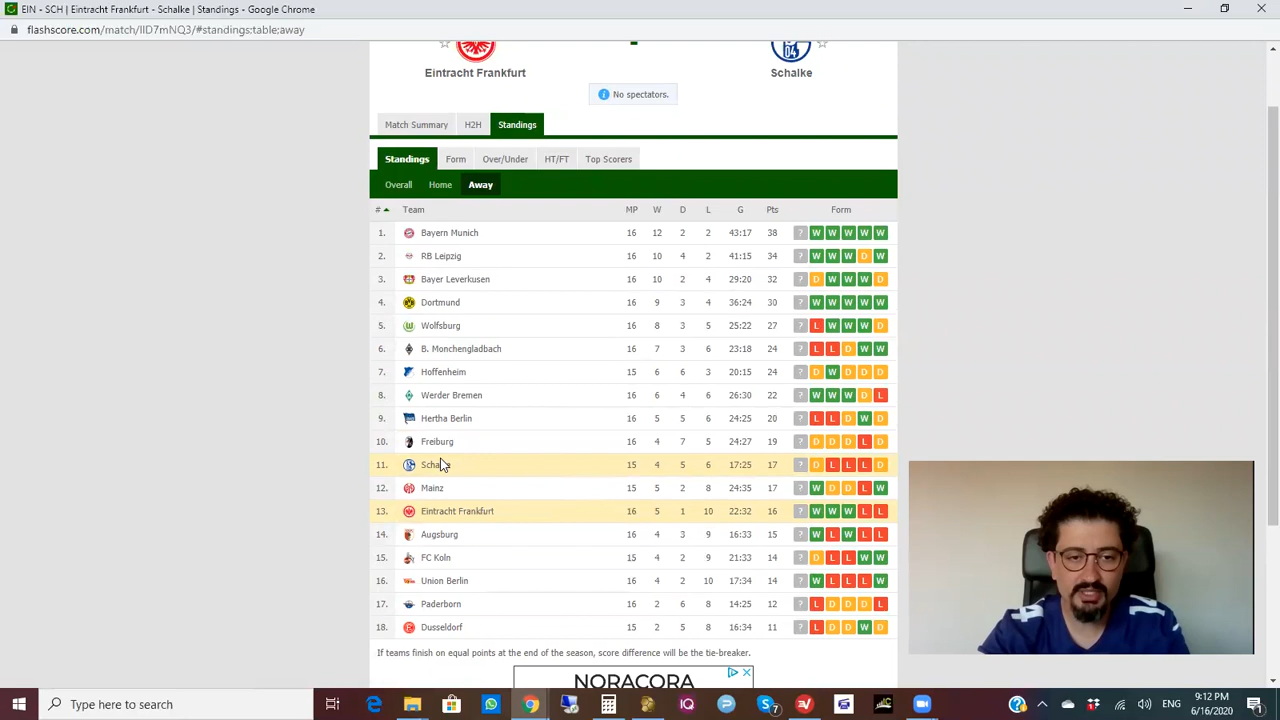 EIN - SCH | Eintracht Frankfurt - Schalke | Standings - Google Chrome
flashscore.com/match/IID7mNQ3/#standings:table;away
Eintracht Frankfurt Schalke
No spectators.
Match Summary H2H Standings
Standings Form Over/Under HT/FT Top Scorers
Overall Home Away
# Team MP W D L G Pts Form
1. Bayern Munich 16 12 2 2 43:17 38 ? W W W W W
2. RB Leipzig 16 10 4 2 41:15 34 ? W W W D W
3. Bayer Leverkusen 16 10 2 4 29:20 32 ? D W W W D
4. Dortmund 16 9 3 4 36:24 30 ? W W W W W
5. Wolfsburg 16 8 3 5 25:22 27 ? L W W W D
6. B. Monchengladbach 16 7 3 6 23:18 24 ? L L D W W
7. Hoffenheim 15 6 6 3 20:15 24 ? D W D D D
8. Werder Bremen 16 6 4 6 26:30 22 ? W W W D L
9. Hertha Berlin 16 5 5 6 24:25 20 ? L L D W D
10. Freiburg 16 4 7 5 24:27 19 ? D D D L D
11. Schalke 15 4 5 6 17:25 17 ? D L L L D
12. Mainz 15 5 2 8 24:35 17 ? W D D L W
13. Eintracht Frankfurt 16 5 1 10 22:32 16 ? W W W L L
14. Augsburg 16 4 3 9 16:33 15 ? W L W L L
15. FC Koln 15 4 2 9 21:33 14 ? D L L W W
16. Union Berlin 16 4 2 10 17:34 14 ? W L L L W
17. Paderborn 16 2 6 8 14:25 12 ? L D D D L
18. Dusseldorf 15 2 5 8 16:34 11 ? L D D W D
If teams finish on equal points at the end of the season, score difference will be the tie-breaker.
NORACORA
Type here to search
7
ENG
9:12 PM
6/16/2020